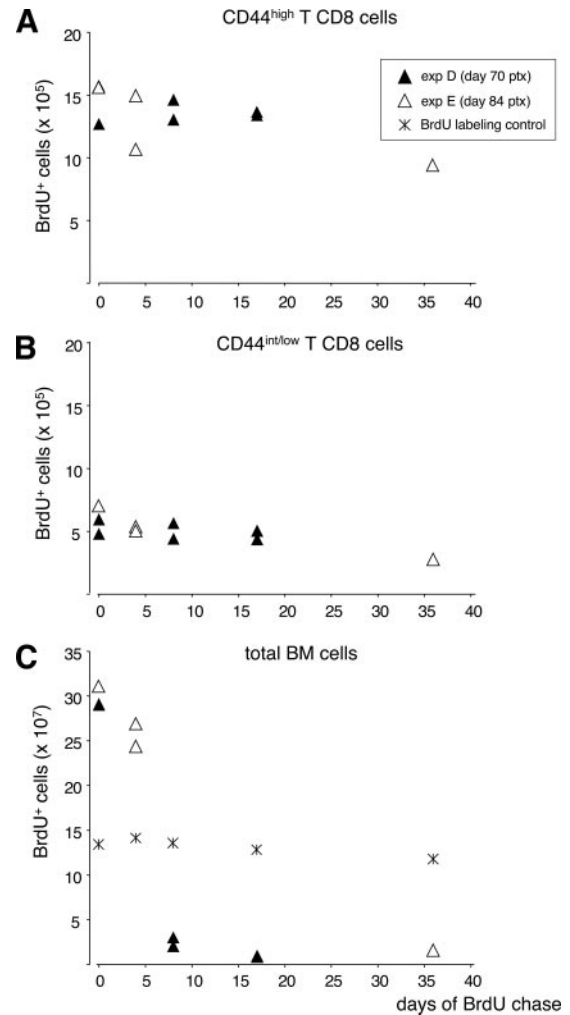 A
CD44high T CD8 cells
BrdU+ cells (x 10⁵)
20
15
10
5
0 5 10 15 20 25 30 35 40
exp D (day 70 ptx)
exp E (day 84 ptx)
BrdU labeling control
B
CD44int/low T CD8 cells
BrdU+ cells (x 10⁵)
20
15
10
5
0 5 10 15 20 25 30 35 40
C
total BM cells
BrdU+ cells (x 10⁷)
35
30
25
20
15
10
5
0 5 10 15 20 25 30 35 40
days of BrdU chase